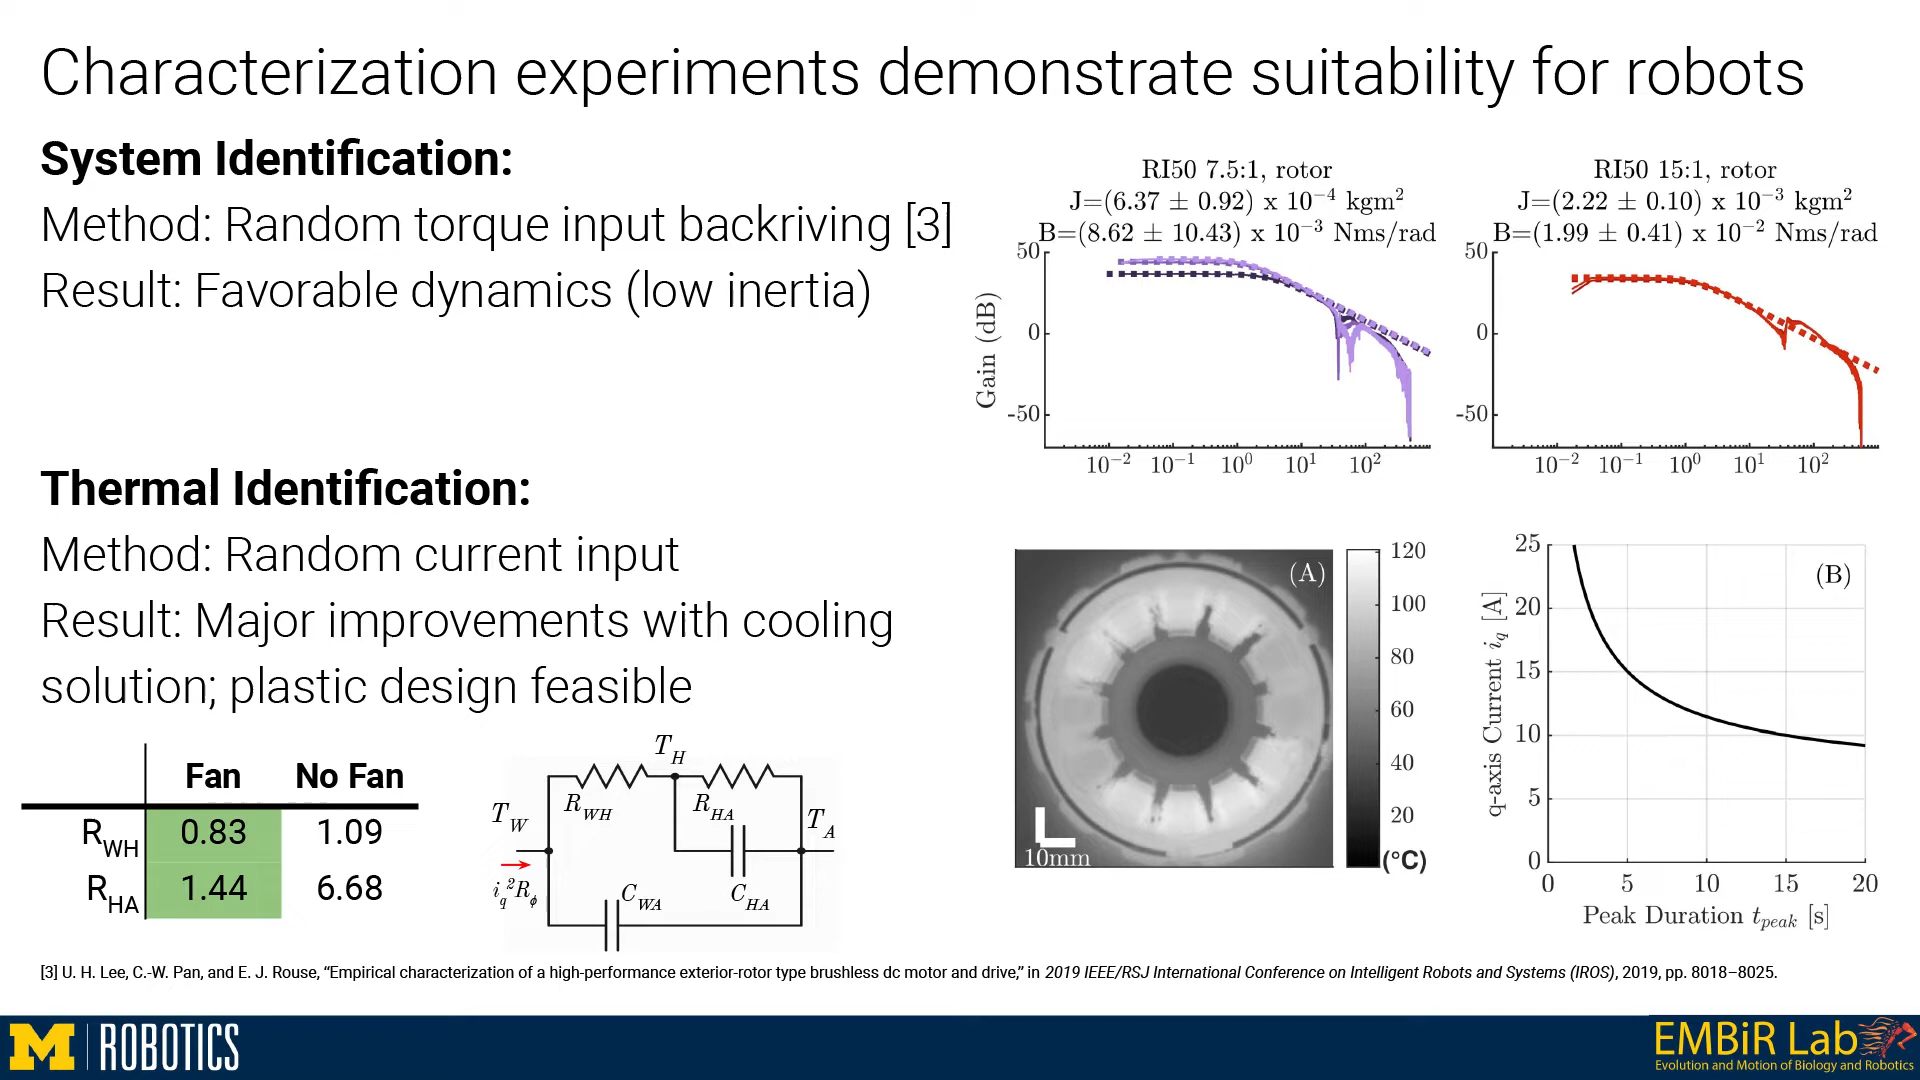 Characterization experiments demonstrate suitability for robots
System Identification:
Method: Random torque input backriving [3]
Result: Favorable dynamics (low inertia)
RI50 7.5:1, rotor
J=(6.37 ± 0.92) x 10⁻⁴ kgm²
B=(8.62 ± 10.43) x 10⁻³ Nms/rad
50
0
-50
Gain (dB)
10⁻² 10⁻¹ 10⁰ 10¹ 10²
RI50 15:1, rotor
J=(2.22 ± 0.10) x 10⁻³ kgm²
B=(1.99 ± 0.41) x 10⁻² Nms/rad
50
0
-50
10⁻² 10⁻¹ 10⁰ 10¹ 10²
Thermal Identification:
Method: Random current input
Result: Major improvements with cooling
solution; plastic design feasible
Fan No Fan
R_WH 0.83 1.09
R_HA 1.44 6.68
T_H
R_WH R_HA
T_W T_A
i_q²R_ϕ
C_WA C_HA
(A)
10mm
120
100
80
60
40
20
(°C)
(B)
25
20
15
10
5
0
q-axis Current i_q [A]
0 5 10 15 20
Peak Duration t_peak [s]
[3] U. H. Lee, C.-W. Pan, and E. J. Rouse, “Empirical characterization of a high-performance exterior-rotor type brushless dc motor and drive,” in 2019 IEEE/RSJ International Conference on Intelligent Robots and Systems (IROS), 2019, pp. 8018–8025.
M ROBOTICS
EMBiR Lab
Evolution and Motion of Biology and Robotics